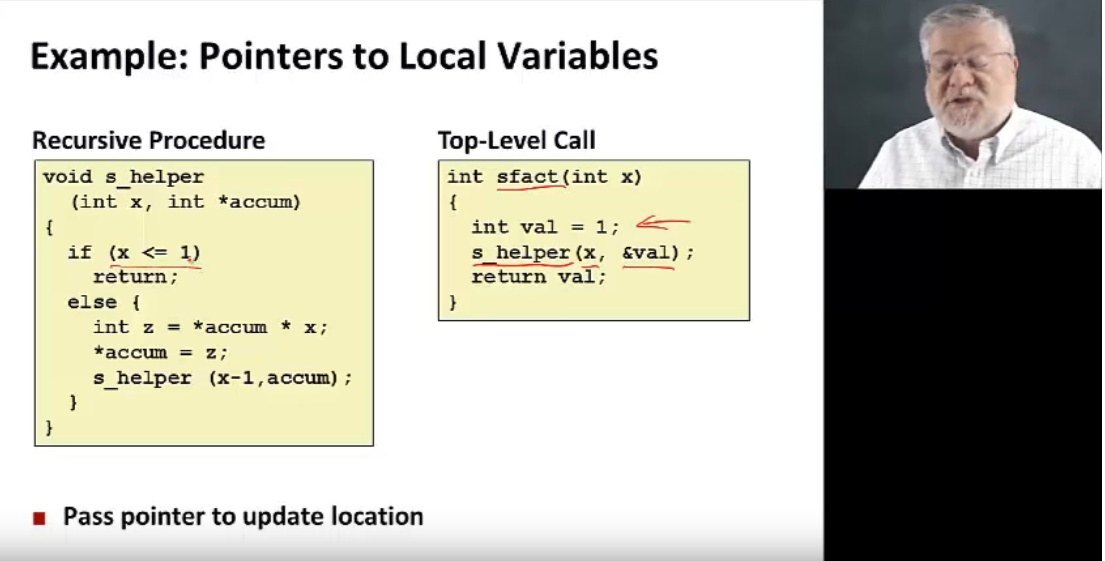 Example: Pointers to Local Variables
Recursive Procedure
void s_helper
(int x, int *accum)
{
if (x <= 1)
return;
else {
int z = *accum * x;
*accum = z;
s_helper (x-1,accum);
}
}
Top-Level Call
int sfact(int x)
{
int val = 1;
s_helper(x, &val);
return val;
}
Pass pointer to update location